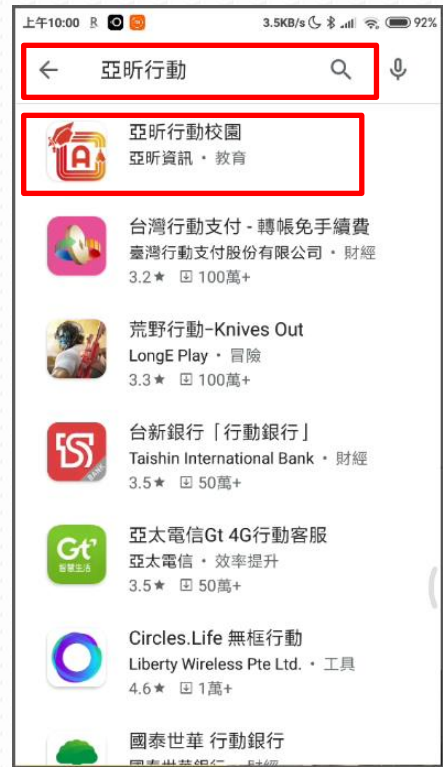 上午10:00 R 3.5KB/s 92%
亞昕行動
亞昕行動校園
亞昕資訊 • 教育
台灣行動支付 - 轉帳免手續費
臺灣行動支付股份有限公司 • 財經
3.2★ 100萬+
荒野行動-Knives Out
LongE Play • 冒險
3.3★ 100萬+
台新銀行「行動銀行」
Taishin International Bank • 財經
3.5★ 50萬+
亞太電信Gt 4G行動客服
Gt
智慧生活
亞太電信 • 效率提升
3.5★ 50萬+
Circles.Life 無框行動
Liberty Wireless Pte Ltd. • 工具
4.6★ 1萬+
國泰世華 行動銀行